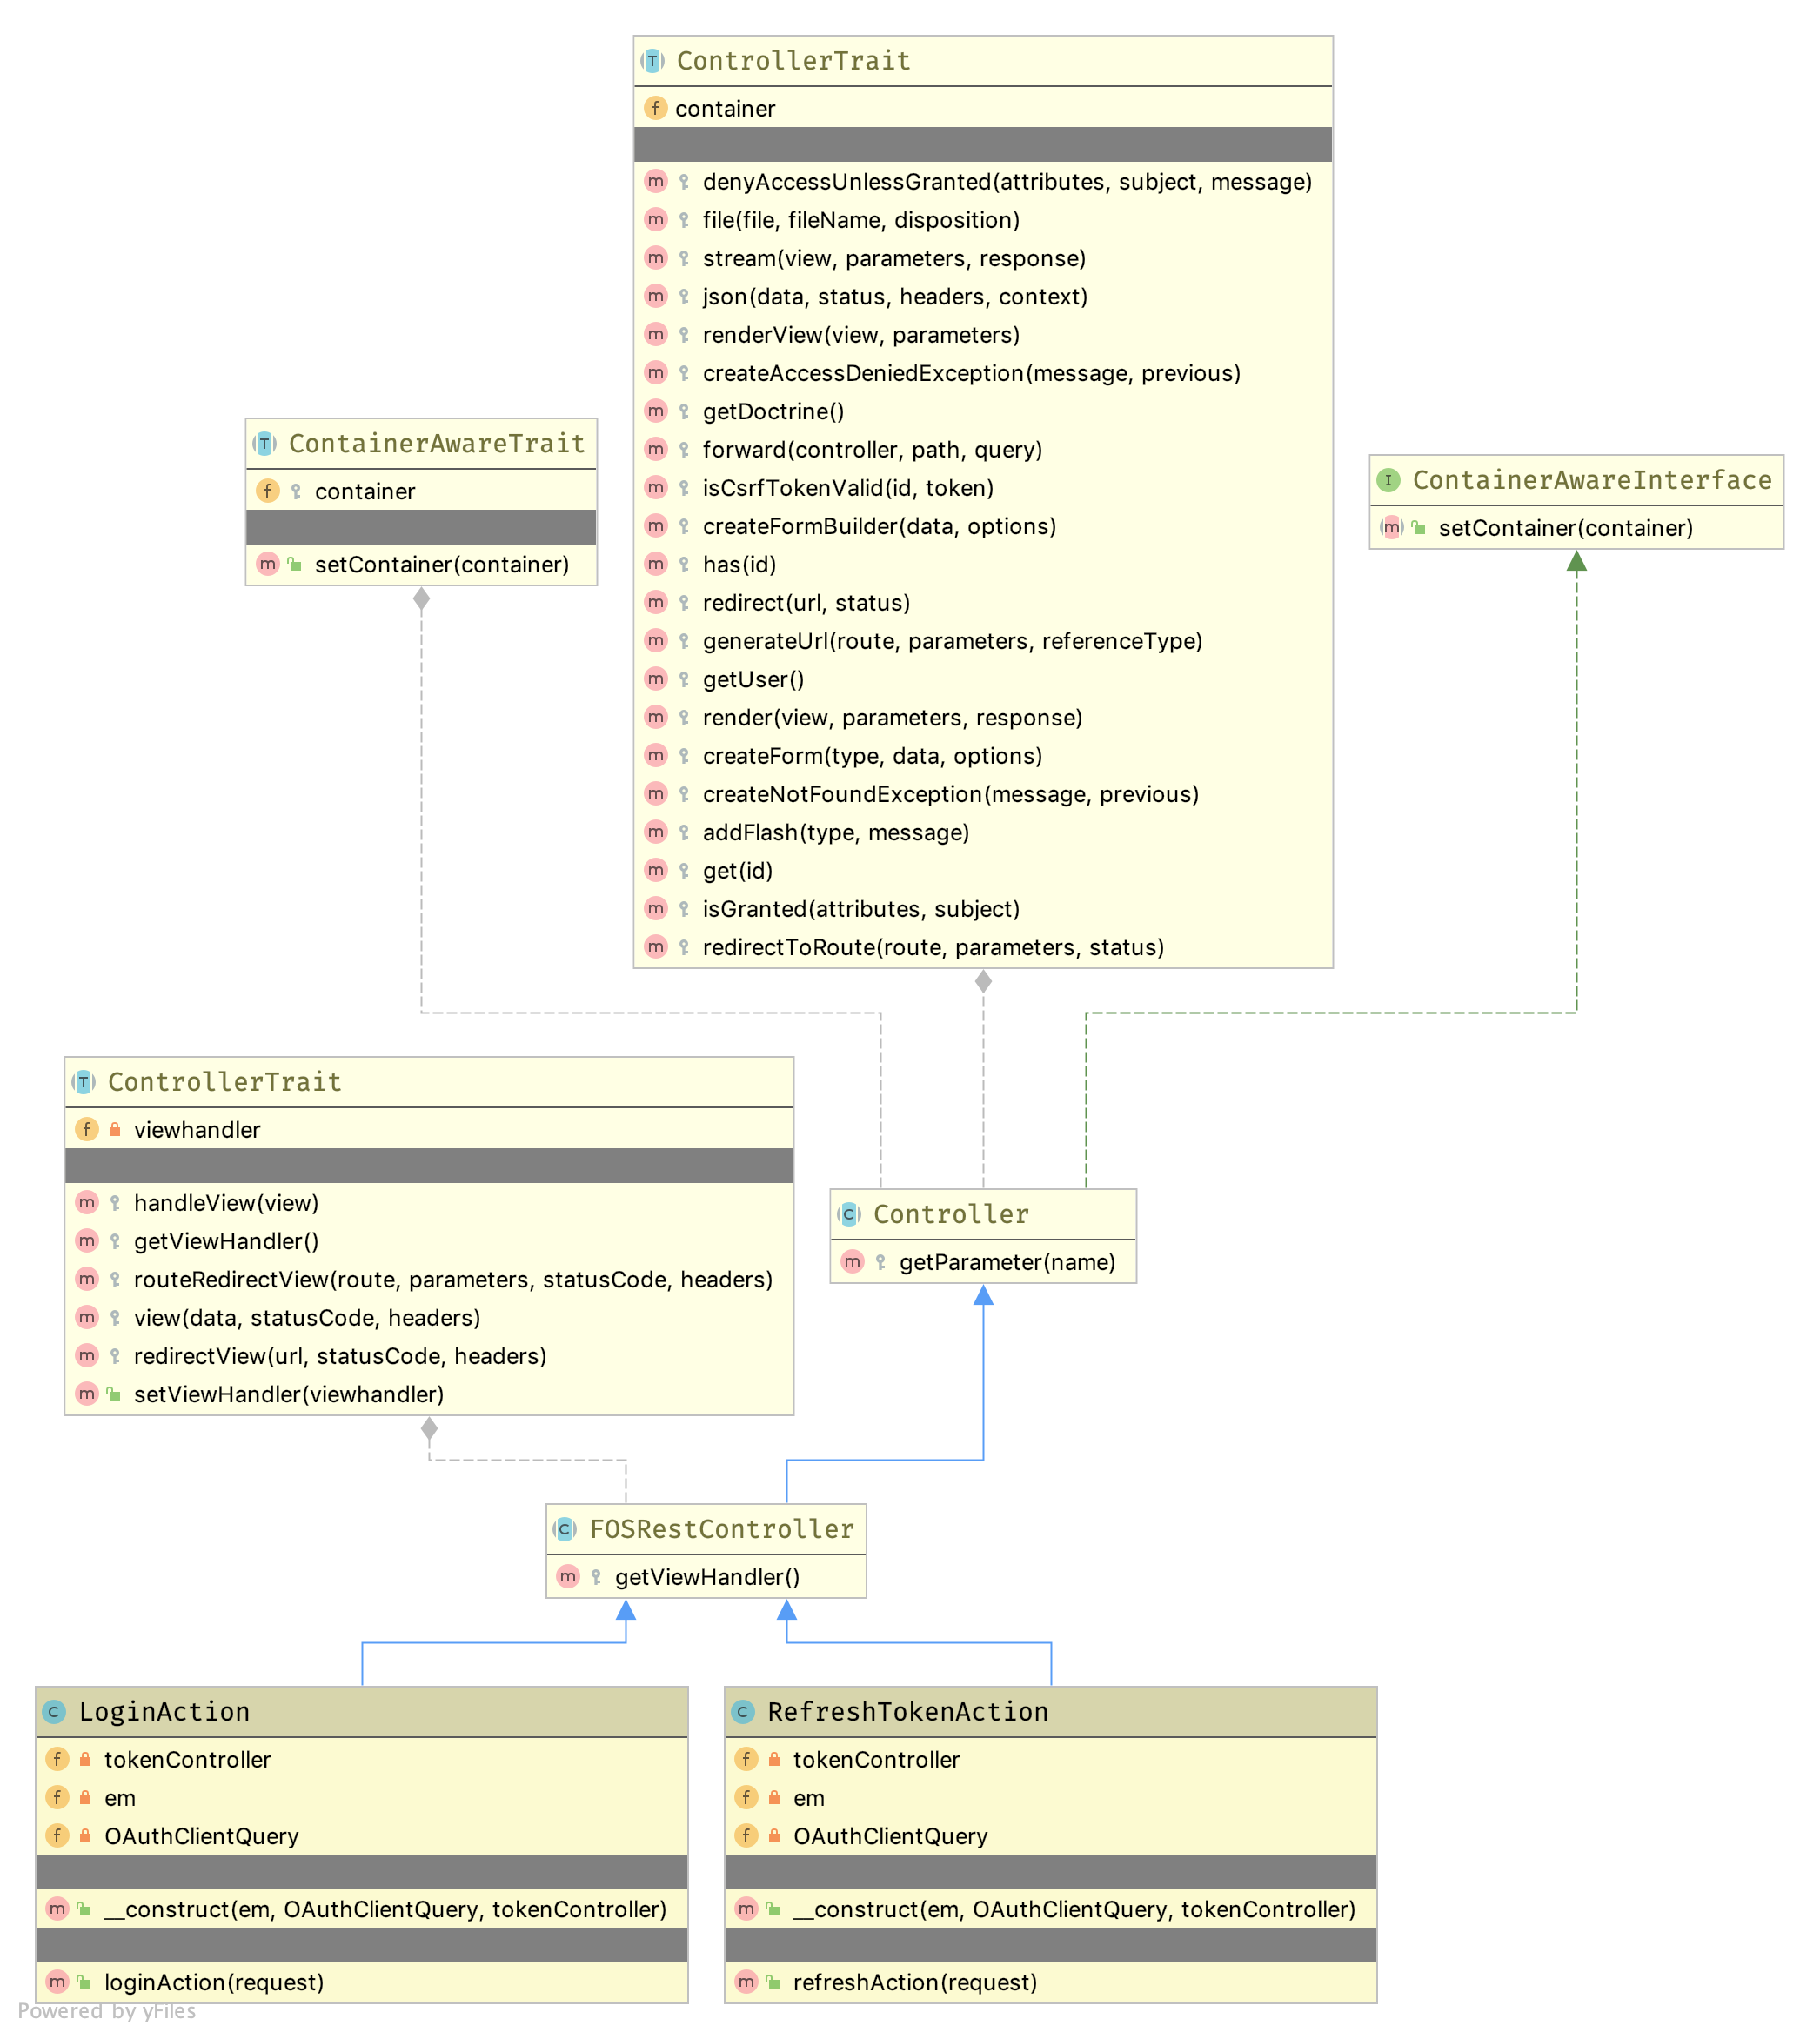 ControllerTrait
container
denyAccessUnlessGranted(attributes, subject, message)
file(file, fileName, disposition)
stream(view, parameters, response)
json(data, status, headers, context)
renderView(view, parameters)
createAccessDeniedException(message, previous)
getDoctrine()
forward(controller, path, query)
isCsrfTokenValid(id, token)
createFormBuilder(data, options)
has(id)
redirect(url, status)
generateUrl(route, parameters, referenceType)
getUser()
render(view, parameters, response)
createForm(type, data, options)
createNotFoundException(message, previous)
addFlash(type, message)
get(id)
isGranted(attributes, subject)
redirectToRoute(route, parameters, status)
ContainerAwareTrait
container
setContainer(container)
ContainerAwareInterface
setContainer(container)
ControllerTrait
viewhandler
handleView(view)
getViewHandler()
routeRedirectView(route, parameters, statusCode, headers)
view(data, statusCode, headers)
redirectView(url, statusCode, headers)
setViewHandler(viewhandler)
Controller
getParameter(name)
FOSRestController
getViewHandler()
LoginAction
tokenController
em
OAuthClientQuery
__construct(em, OAuthClientQuery, tokenController)
loginAction(request)
RefreshTokenAction
tokenController
em
OAuthClientQuery
__construct(em, OAuthClientQuery, tokenController)
refreshAction(request)
Powered by yFiles